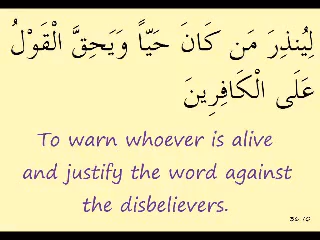 لِيُنذِرَ مَن كَانَ حَيّاً وَيَحِقَّ الْقَوْلُ
عَلَى الْكَافِرِينَ
To warn whoever is alive
and justify the word against
the disbelievers.